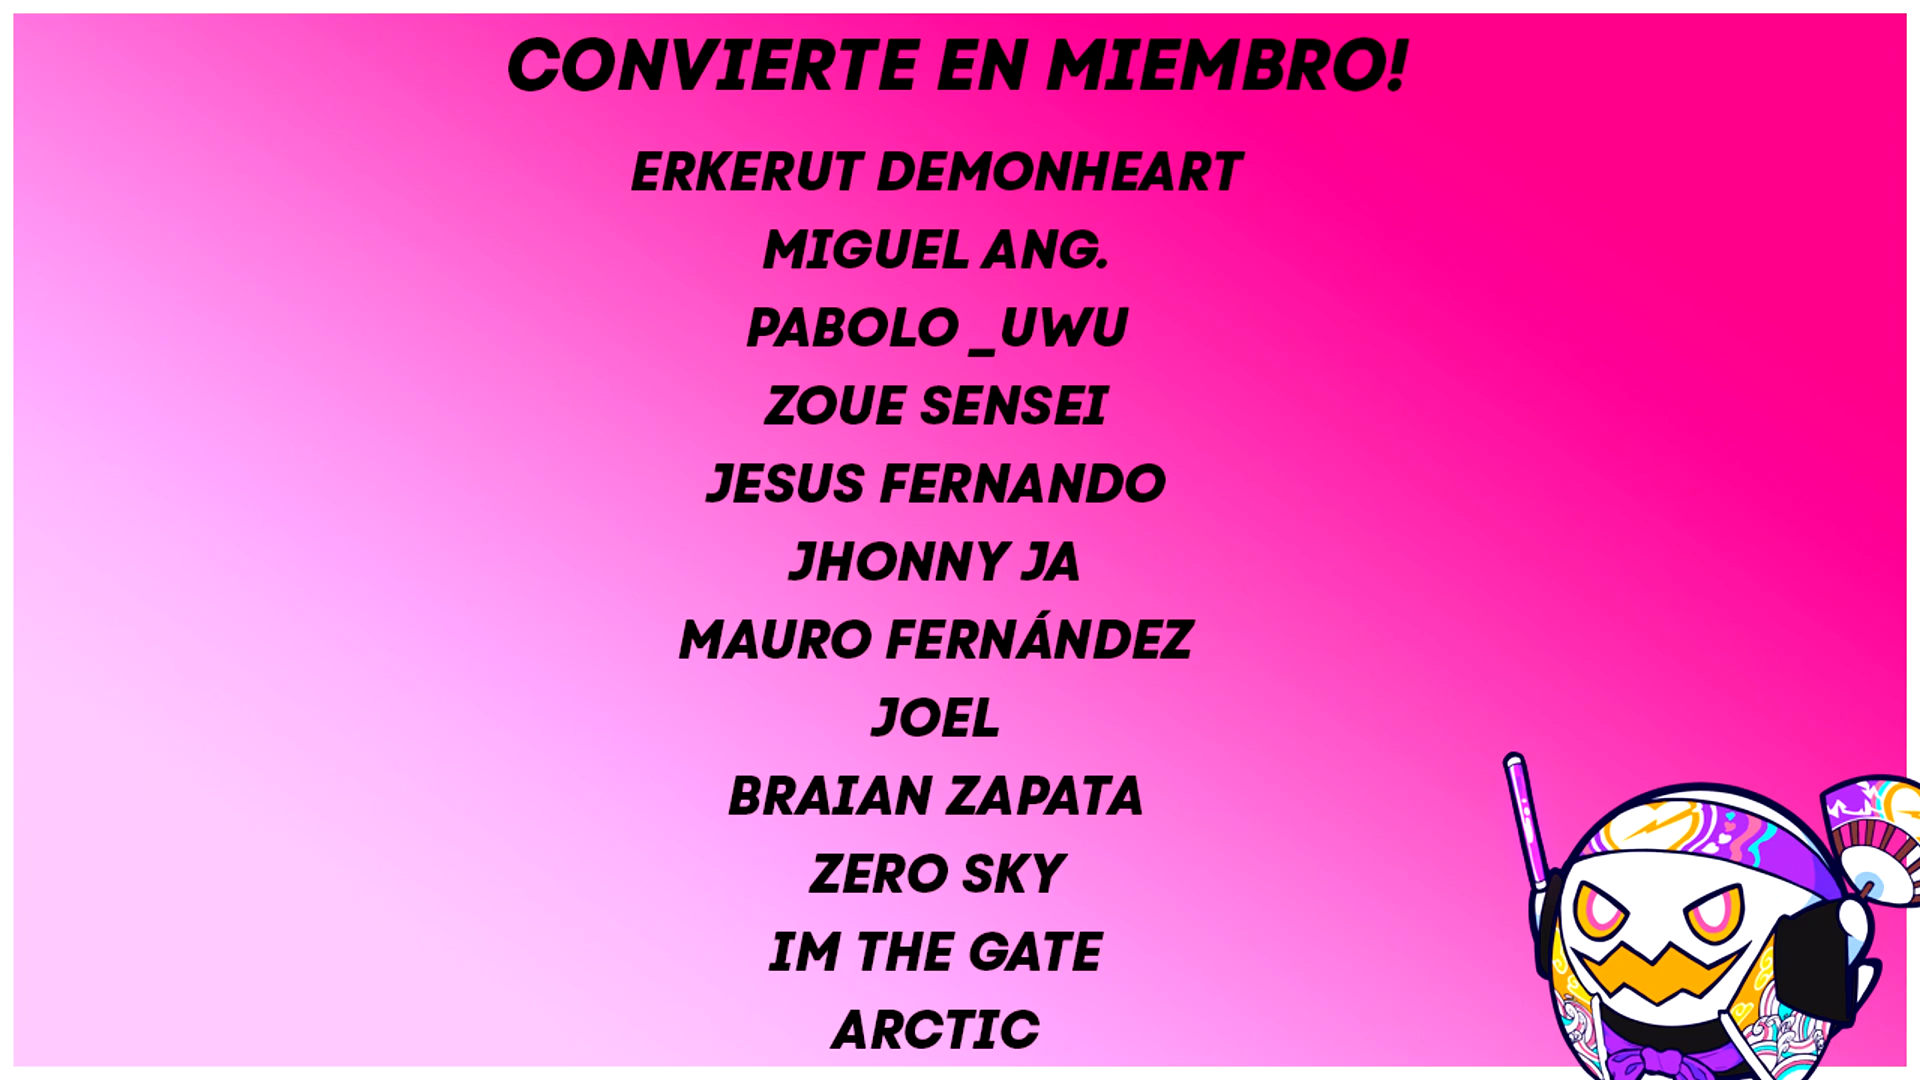 CONVIERTE EN MIEMBRO!
ERKERUT DEMONHEART
MIGUEL ANG.
PABOLO _UWU
ZOUE SENSEI
JESUS FERNANDO
JHONNY JA
MAURO FERNÁNDEZ
JOEL
BRAIAN ZAPATA
ZERO SKY
IM THE GATE
ARCTIC